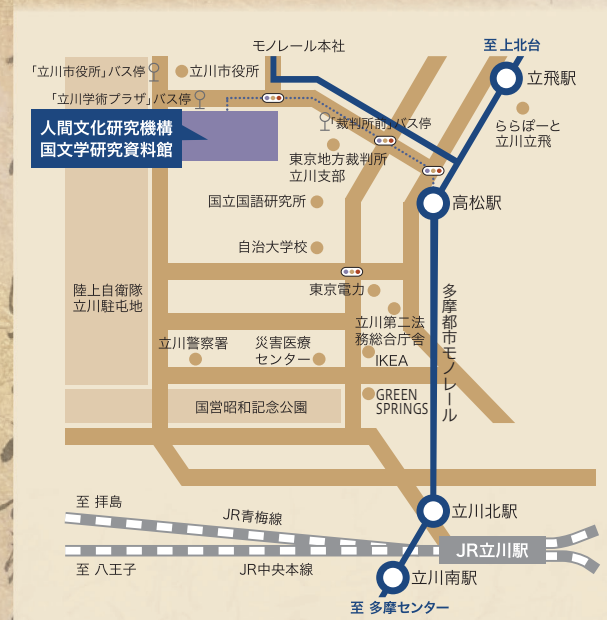 モノレール本社
至 上北台
「立川市役所」バス停
立川市役所
立飛駅
「立川学術プラザ」バス停
人間文化研究機構
国文学研究資料館
「裁判所前」バス停
ららぽーと
立川立飛
東京地方裁判所
立川支部
国立国語研究所
高松駅
自治大学校
陸上自衛隊
立川駐屯地
東京電力
多摩都市モノレール
立川第二法
務総合庁舎
立川警察署
災害医療
センター
IKEA
GREEN
SPRINGS
国営昭和記念公園
至 拝島
JR青梅線
立川北駅
JR立川駅
至 八王子
JR中央本線
立川南駅
至 多摩センター